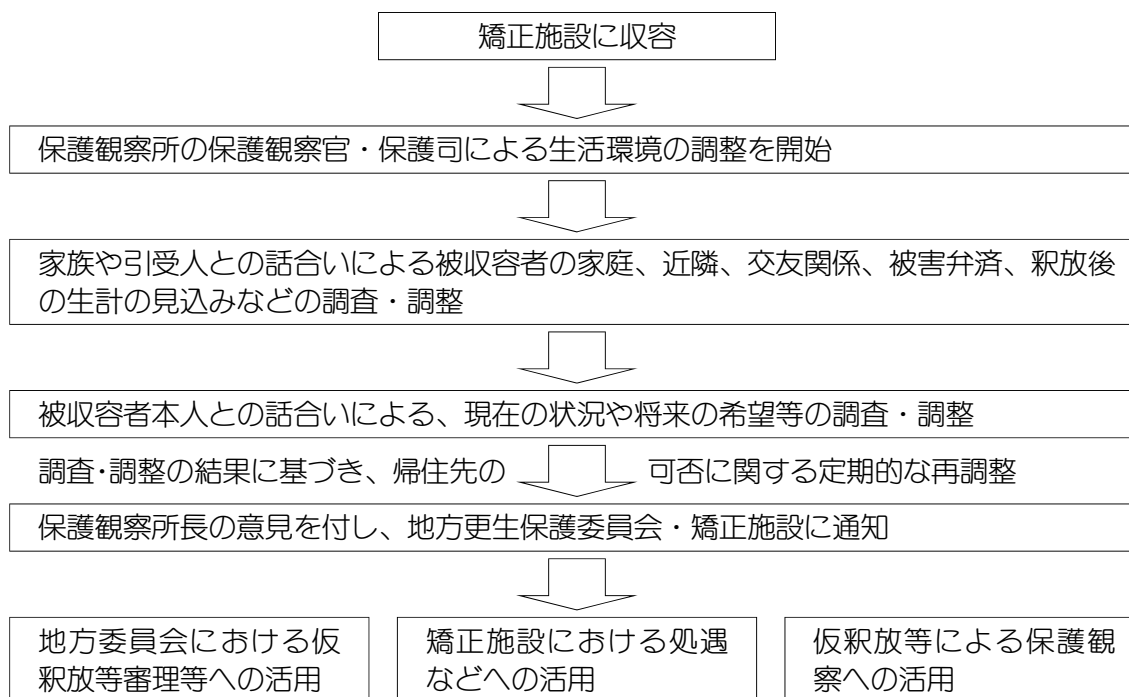 矯正施設に収容
保護観察所の保護観察官・保護司による生活環境の調整を開始
家族や引受人との話合いによる被収容者の家庭、近隣、交友関係、被害弁済、釈放後
の生計の見込みなどの調査・調整
被収容者本人との話合いによる、現在の状況や将来の希望等の調査・調整
調査・調整の結果に基づき、帰住先の 可否に関する定期的な再調整
保護観察所長の意見を付し、地方更生保護委員会・矯正施設に通知
地方委員会における仮
釈放等審理等への活用
矯正施設における処遇
などへの活用
仮釈放等による保護観
察への活用